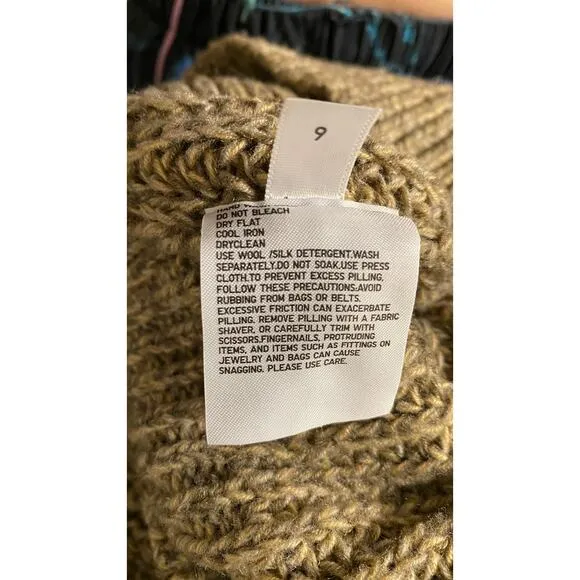 9
HAND WASH
DO NOT BLEACH
DRY FLAT
COOL IRON
DRYCLEAN
USE WOOL /SILK DETERGENT.WASH
SEPARATELY.DO NOT SOAK.USE PRESS
CLOTH.TO PREVENT EXCESS PILLING,
FOLLOW THESE PRECAUTIONS:AVOID
RUBBING FROM BAGS OR BELTS.
EXCESSIVE FRICTION CAN EXACERBATE
PILLING. REMOVE PILLING WITH A FABRIC
SHAVER, OR CAREFULLY TRIM WITH
SCISSORS.FINGERNAILS, PROTRUDING
ITEMS, AND ITEMS SUCH AS FITTINGS ON
JEWELRY AND BAGS CAN CAUSE
SNAGGING. PLEASE USE CARE.